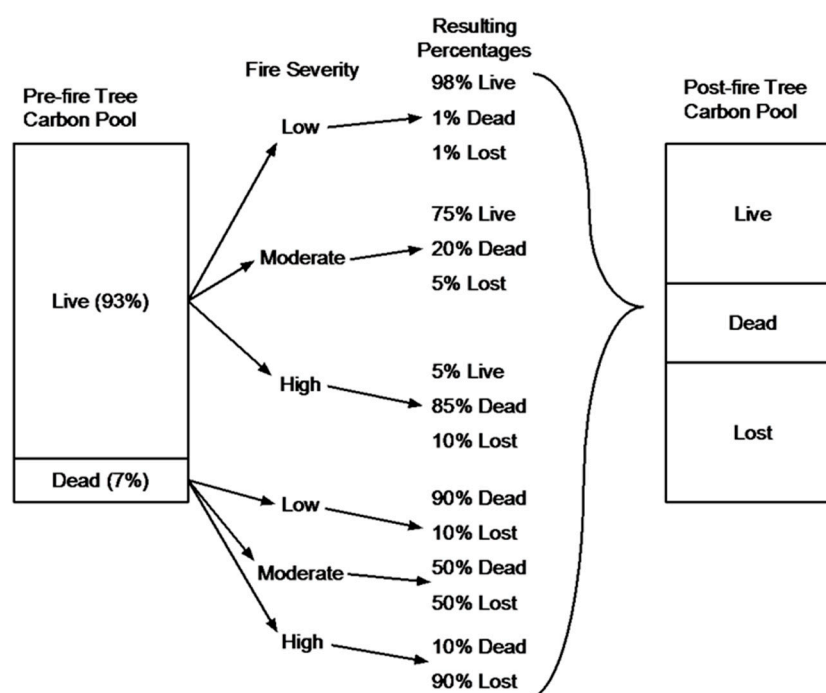 Pre-fire Tree
Carbon Pool
Live (93%)
Dead (7%)
Fire Severity
Low
Moderate
High
Low
Moderate
High
Resulting
Percentages
98% Live
1% Dead
1% Lost
75% Live
20% Dead
5% Lost
5% Live
85% Dead
10% Lost
90% Dead
10% Lost
50% Dead
50% Lost
10% Dead
90% Lost
Post-fire Tree
Carbon Pool
Live
Dead
Lost